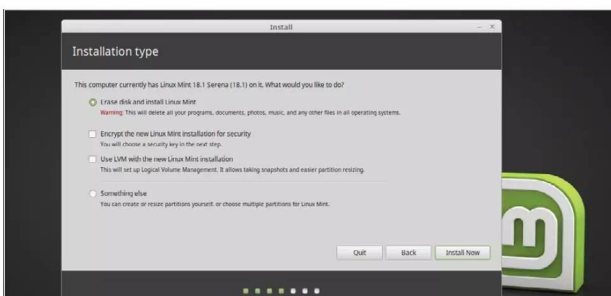 Install
Installation type
This computer currently has Linux Mint 18.1 Serena (18.1) on it. What would you like to do?
Erase disk and install Linux Mint
Warning: This will delete all your programs, documents, photos, music, and any other files in all operating systems.
Encrypt the new Linux Mint installation for security
You will choose a security key in the next step.
Use LVM with the new Linux Mint installation
This will set up Logical Volume Management. It allows taking snapshots and easier partition resizing.
Something else
You can create or resize partitions yourself, or choose multiple partitions for Linux Mint.
Quit Back Install Now